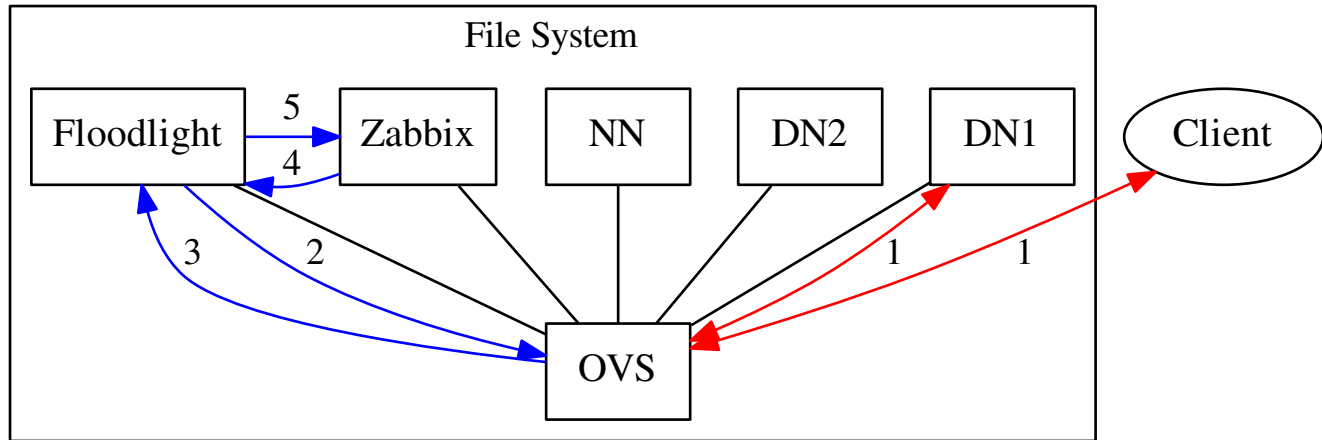 File System
Floodlight
5
Zabbix
NN
DN2
DN1
Client
4
3
2
1
1
OVS